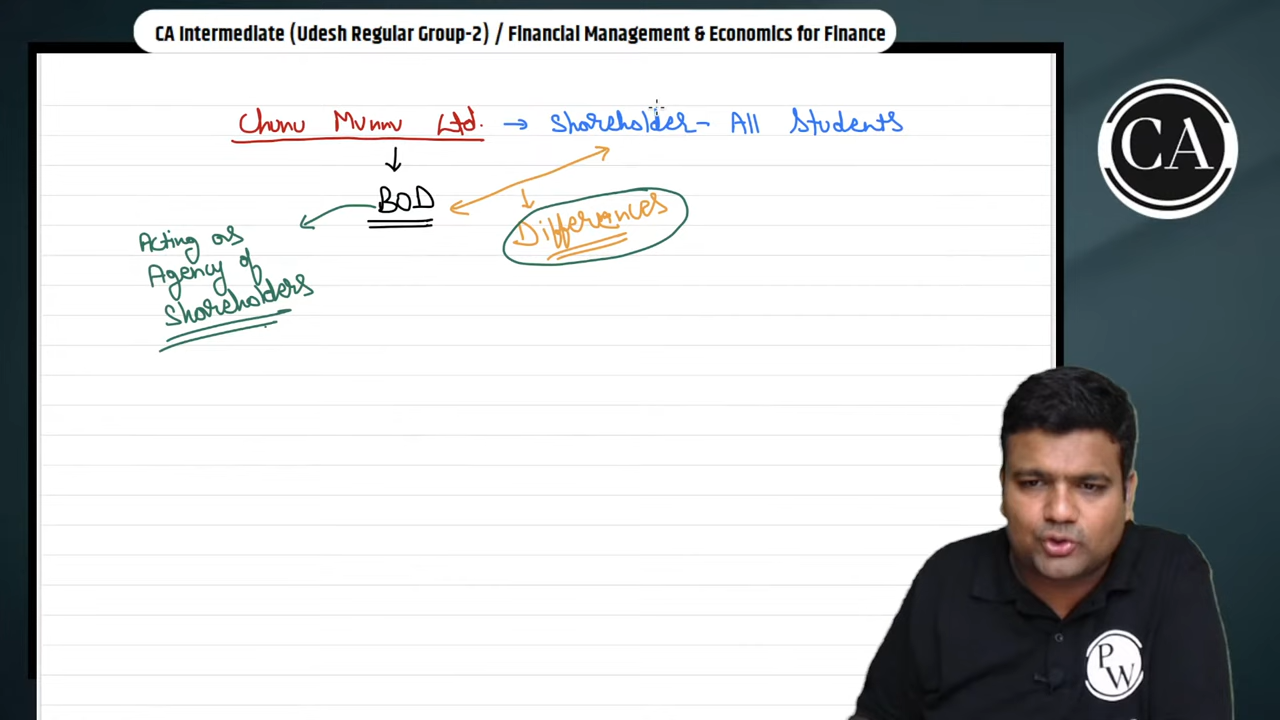 CA Intermediate (Udesh Regular Group-2) / Financial Management & Economics for Finance
Chunu Munnu Ltd. → Shareholder - All Students
BOD
Differences
Acting as
Agency of
Shareholders
CA
PW